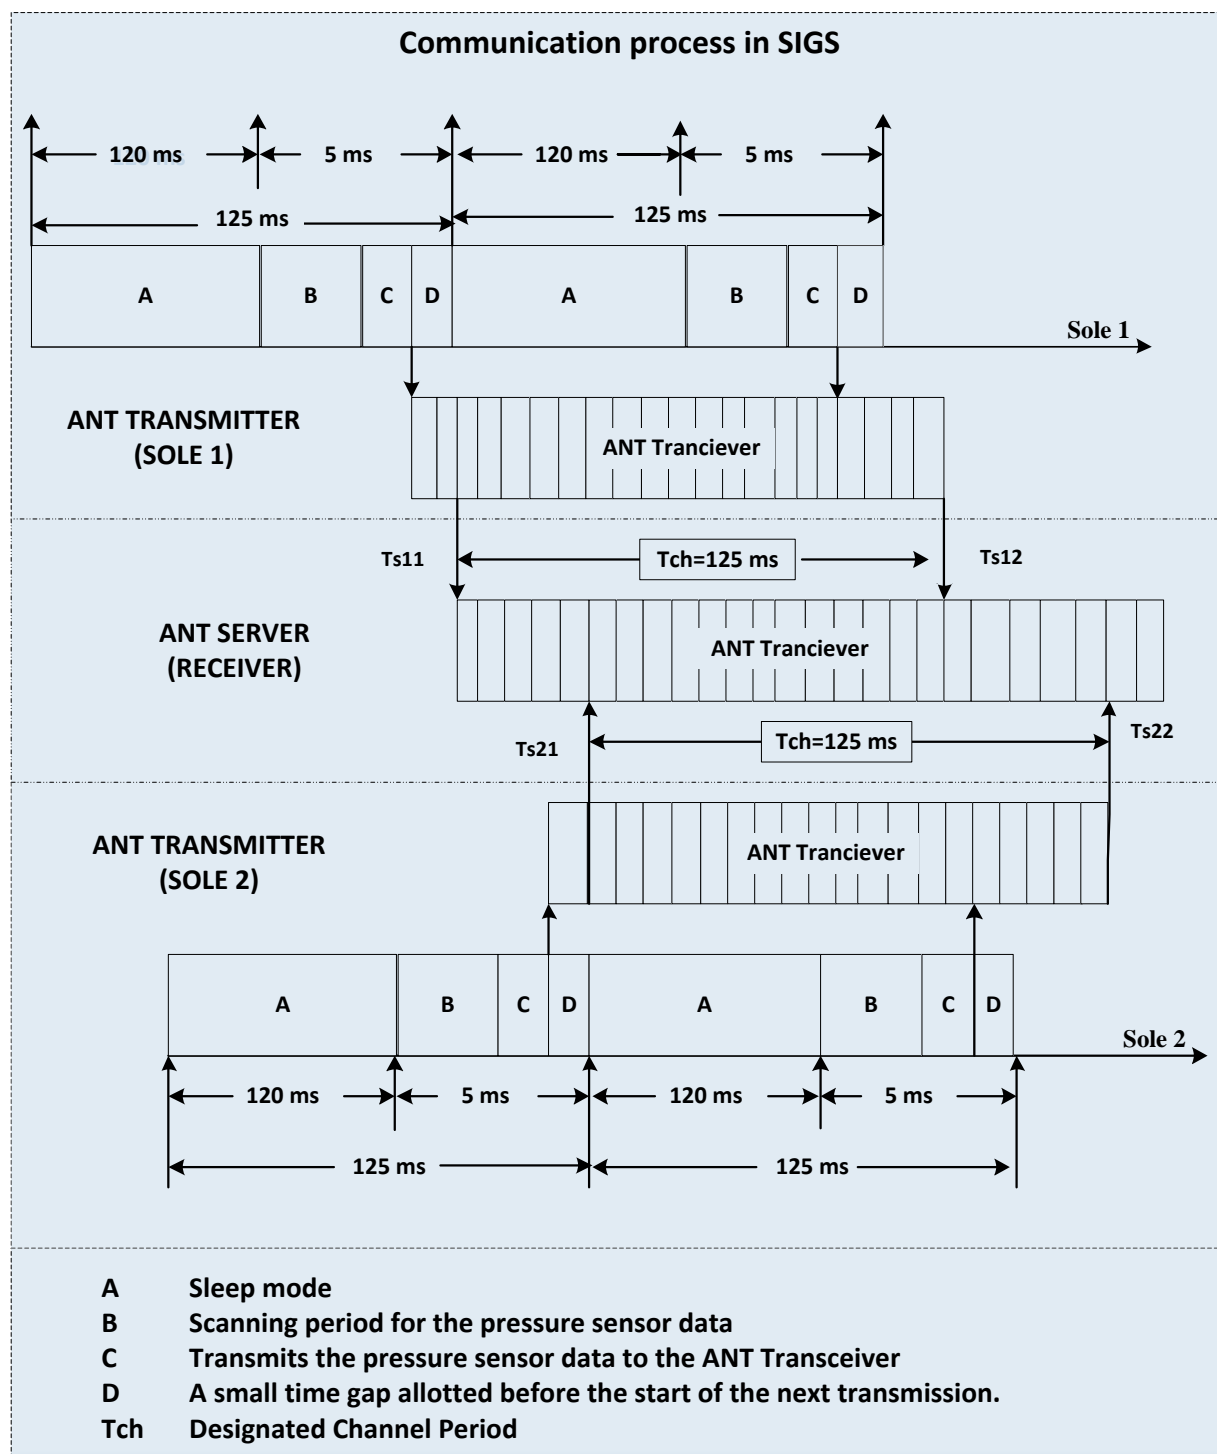 Communication process in SIGS
120 ms 5 ms 120 ms 5 ms
125 ms 125 ms
A B C D A B C D
Sole 1
ANT TRANSMITTER
(SOLE 1)
ANT Tranciever
Ts11 Tch=125 ms Ts12
ANT SERVER
(RECEIVER)
ANT Tranciever
Ts21 Tch=125 ms Ts22
ANT TRANSMITTER
(SOLE 2)
ANT Tranciever
A B C D A B C D
Sole 2
120 ms 5 ms 120 ms 5 ms
125 ms 125 ms
A Sleep mode
B Scanning period for the pressure sensor data
C Transmits the pressure sensor data to the ANT Transceiver
D A small time gap allotted before the start of the next transmission.
Tch Designated Channel Period